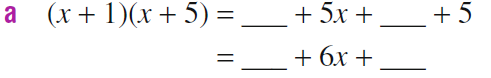 a (x + 1)(x + 5) = ___ + 5x + ___ + 5
= ___ + 6x + ___